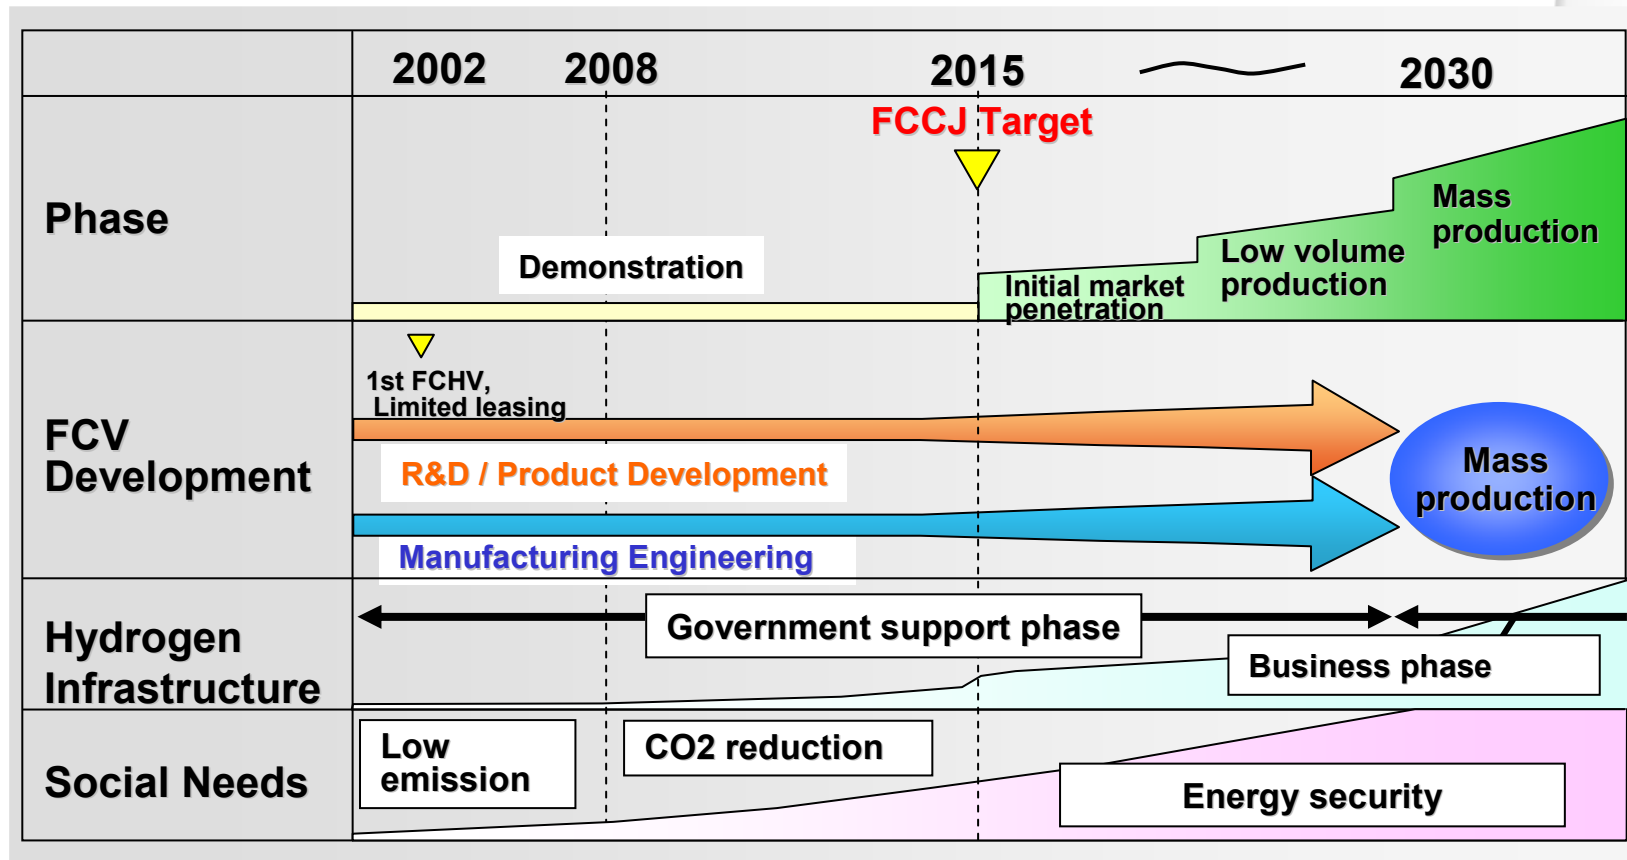 2002 2008 2015 2030
FCCJ Target
Phase
Demonstration
Initial market
penetration
Low volume
production
Mass
production
FCV
Development
1st FCHV,
Limited leasing
R&D / Product Development
Manufacturing Engineering
Mass
production
Hydrogen
Infrastructure
Government support phase
Business phase
Social Needs
Low
emission
CO2 reduction
Energy security